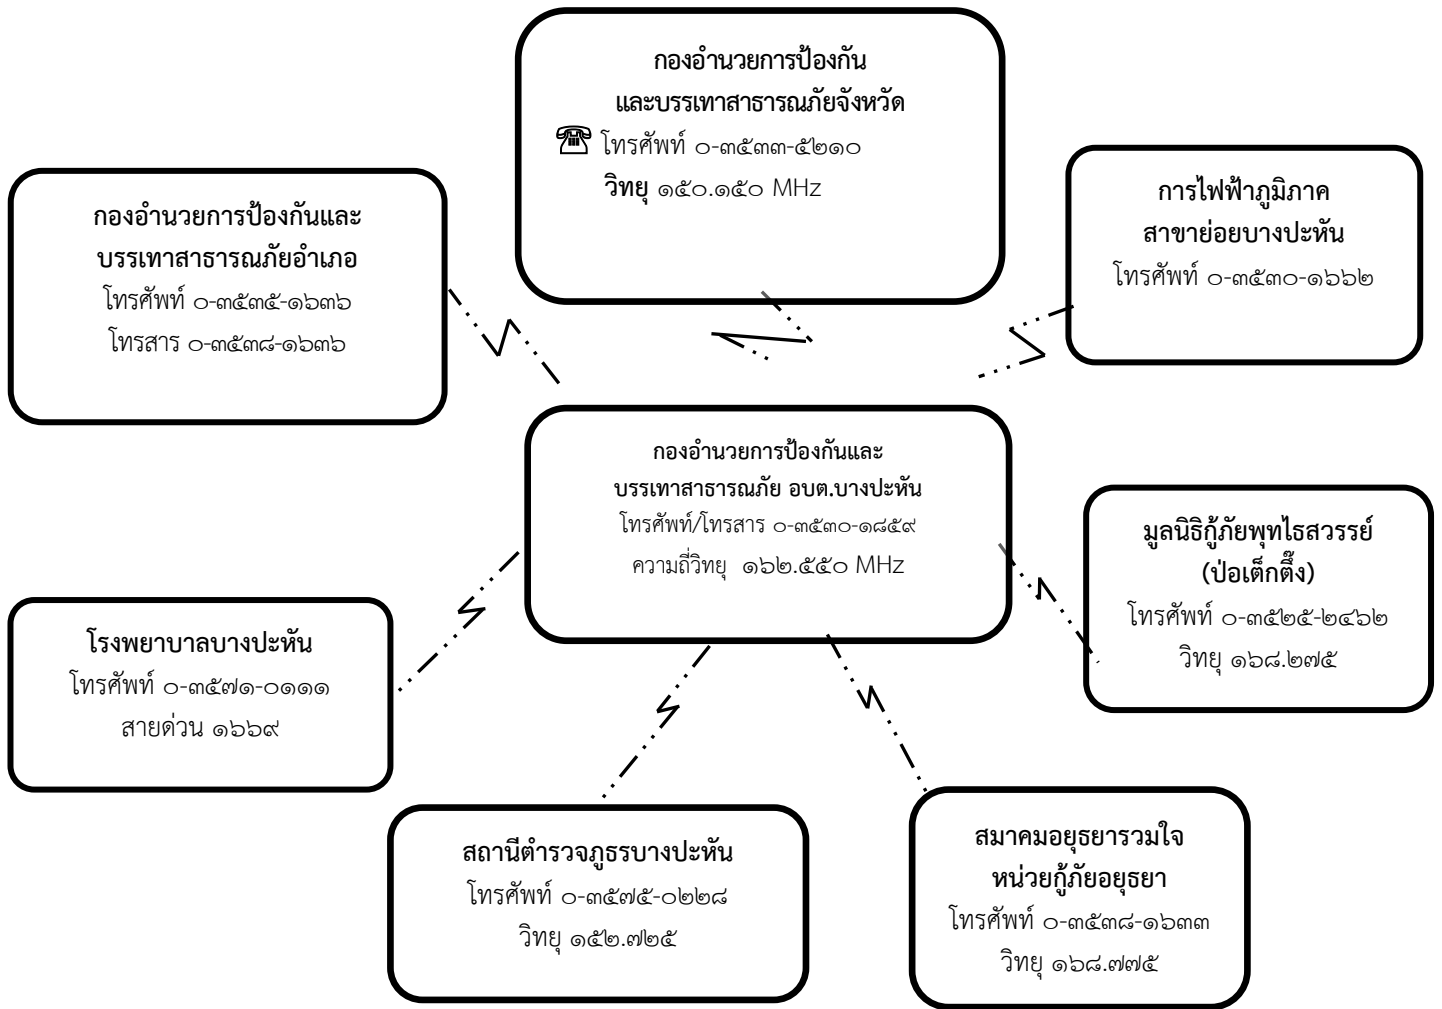 กองอำนวยการป้องกัน
และบรรเทาสาธารณภัยจังหวัด
โทรศัพท์ ๐-๓๕๓๓-๕๒๑๐
วิทยุ ๑๕๐.๑๕๐ MHz
กองอำนวยการป้องกันและ
บรรเทาสาธารณภัยอำเภอ
โทรศัพท์ ๐-๓๕๓๕-๑๖๓๖
โทรสาร ๐-๓๕๓๘-๑๖๓๖
การไฟฟ้าภูมิภาค
สาขาย่อยบางปะหัน
โทรศัพท์ ๐-๓๕๓๐-๑๖๖๒
กองอำนวยการป้องกันและ
บรรเทาสาธารณภัย อบต.บางปะหัน
โทรศัพท์/โทรสาร ๐-๓๕๓๐-๑๘๕๙
ความถี่วิทยุ ๑๖๒.๕๕๐ MHz
มูลนิธิกู้ภัยพุทไธสวรรย์
(ป่อเต็กตึ๊ง)
โทรศัพท์ ๐-๓๕๒๕-๒๔๖๒
วิทยุ ๑๖๘.๒๗๕
โรงพยาบาลบางปะหัน
โทรศัพท์ ๐-๓๕๗๑-๐๑๑๑
สายด่วน ๑๖๖๙
สถานีตำรวจภูธรบางปะหัน
โทรศัพท์ ๐-๓๕๗๕-๐๒๒๘
วิทยุ ๑๕๒.๗๒๕
สมาคมอยุธยารวมใจ
หน่วยกู้ภัยอยุธยา
โทรศัพท์ ๐-๓๕๓๘-๑๖๓๓
วิทยุ ๑๖๘.๗๗๕